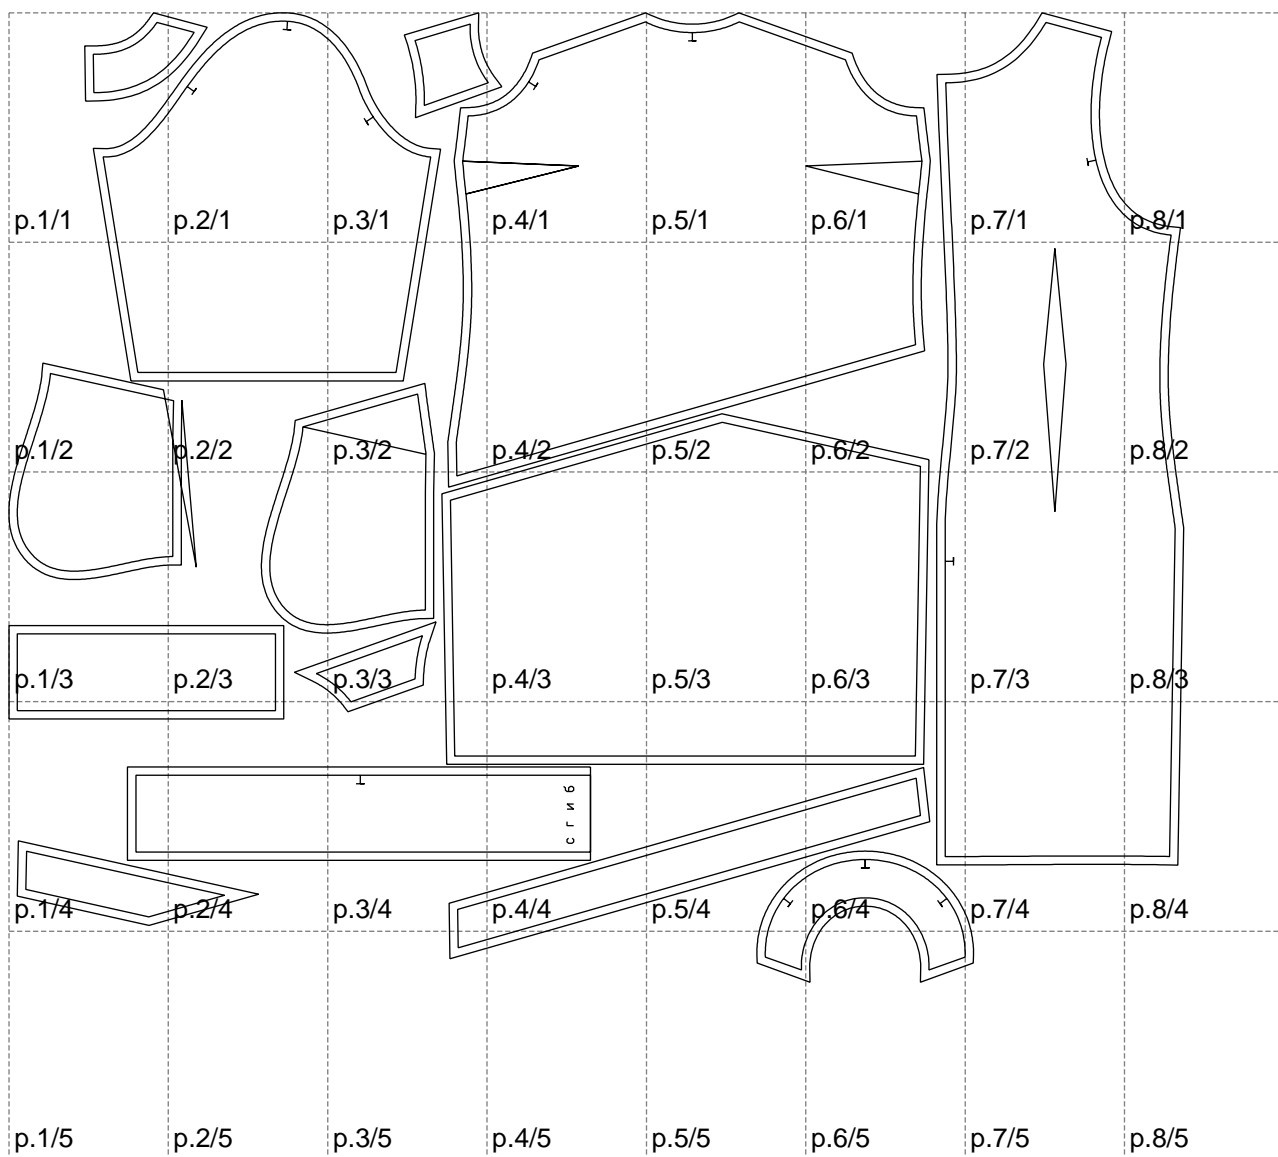 p.1/1 p.2/1 p.3/1 p.4/1 p.5/1 p.6/1 p.7/1 p.8/1
p.1/2 p.2/2 p.3/2 p.4/2 p.5/2 p.6/2 p.7/2 p.8/2
p.1/3 p.2/3 p.3/3 p.4/3 p.5/3 p.6/3 p.7/3 p.8/3
сгиб
p.1/4 p.2/4 p.3/4 p.4/4 p.5/4 p.6/4 p.7/4 p.8/4
p.1/5 p.2/5 p.3/5 p.4/5 p.5/5 p.6/5 p.7/5 p.8/5